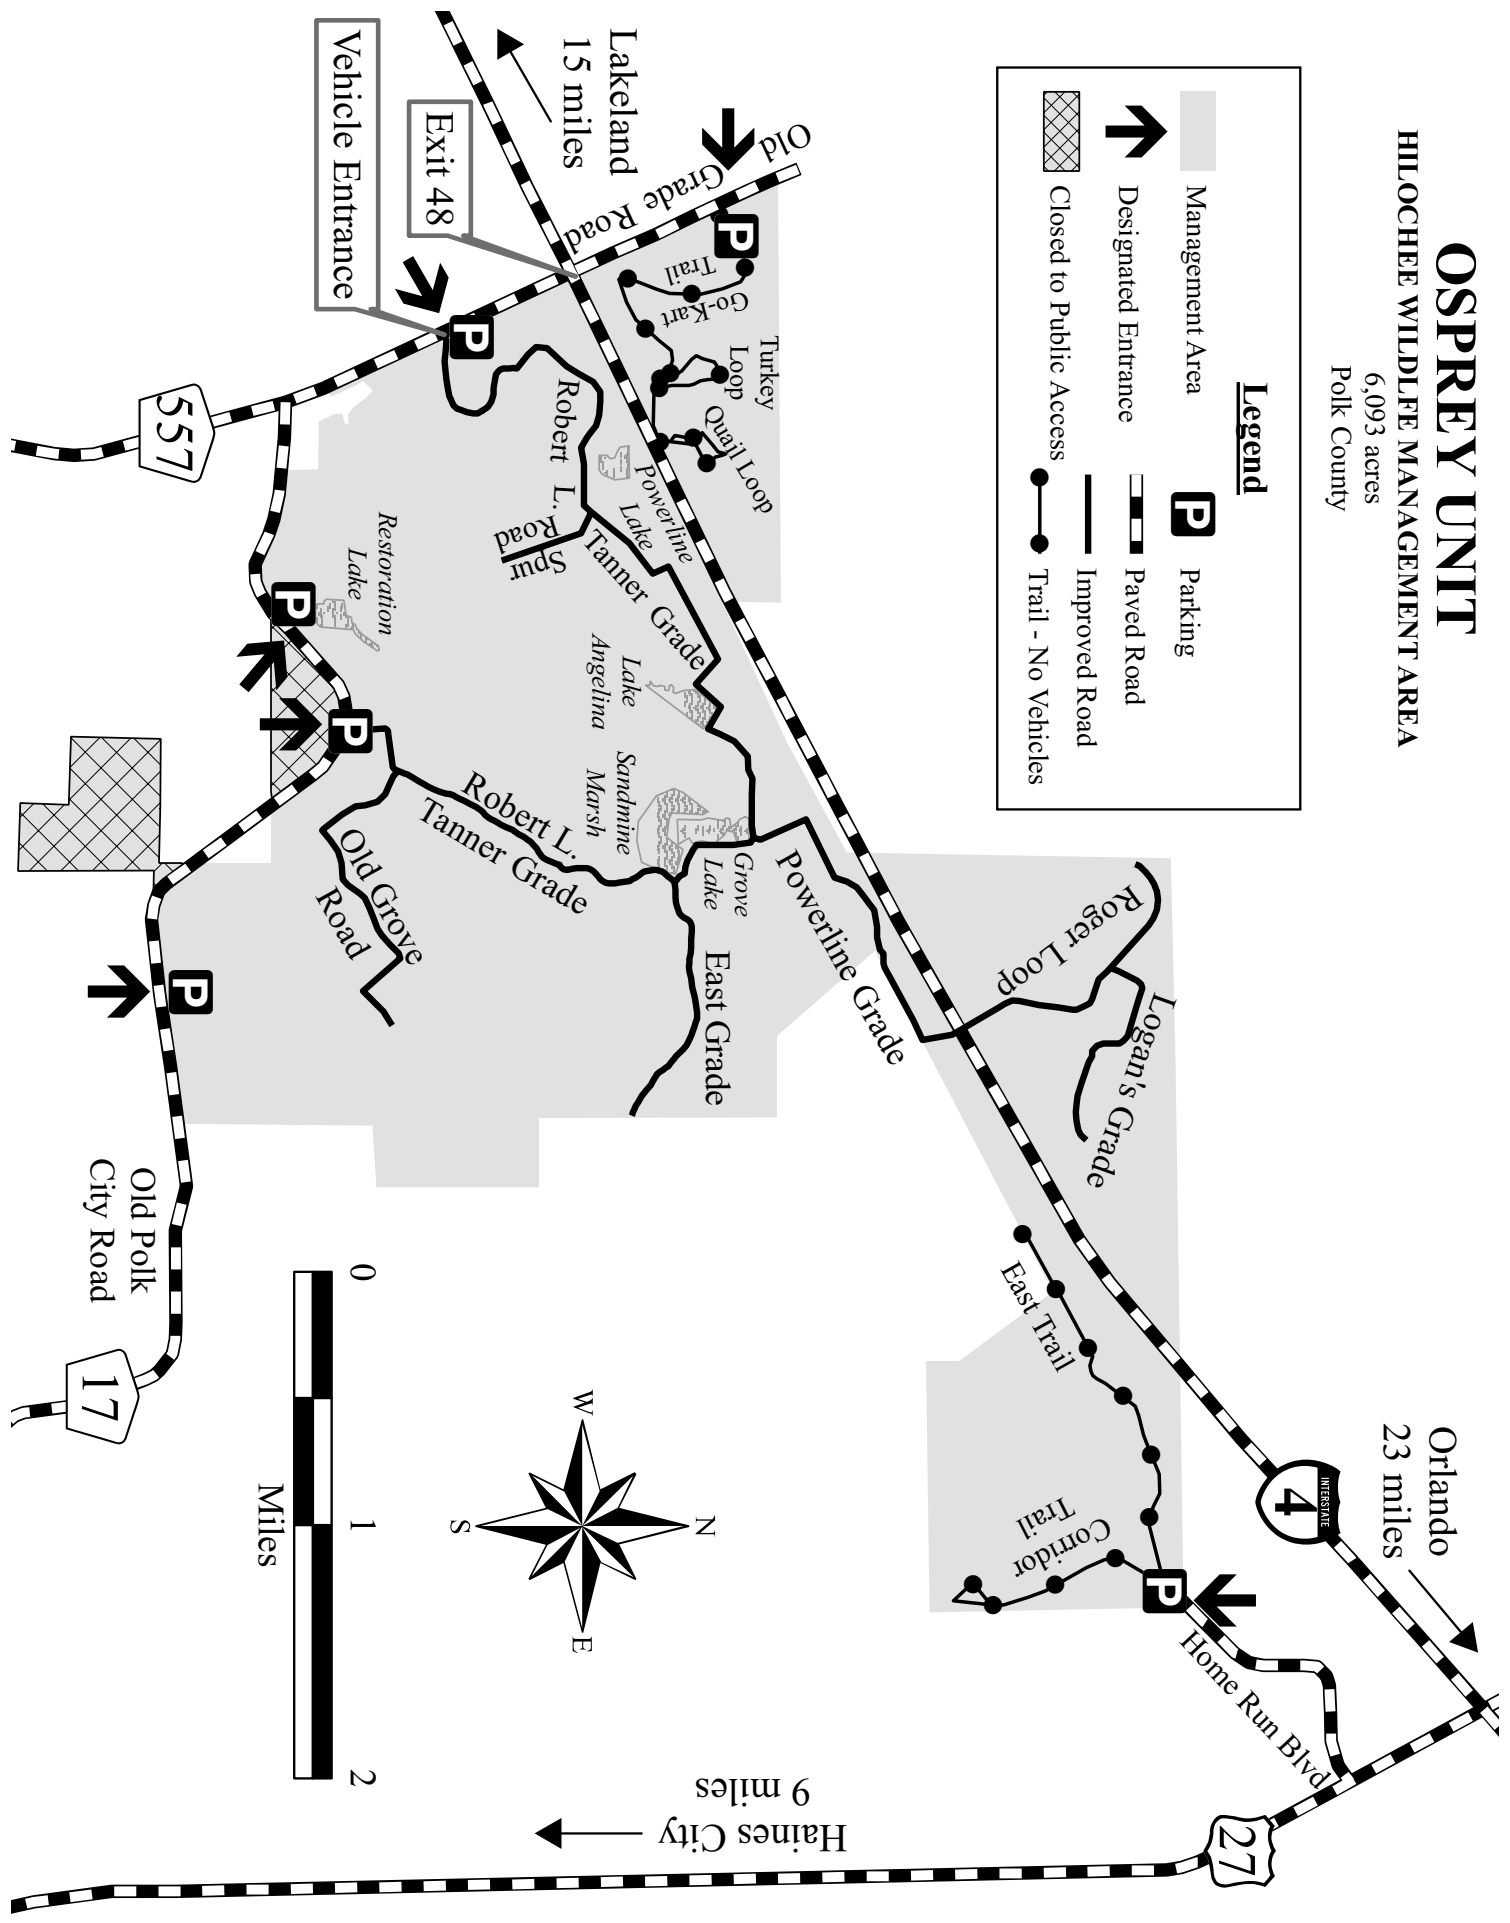 OSPREY UNIT
HILOCHEE WILDLIFE MANAGEMENT AREA
6,093 acres
Polk County
Legend
Management Area
Designated Entrance
Closed to Public Access
P
Parking
Paved Road
Improved Road
Trail - No Vehicles
Orlando
23 miles
INTERSTATE
4
Home Run Blvd
27
Haines City
9 miles
P
Corridor
Trail
East Trail
Roger Loop
Logan's Grade
Powerline Grade
Lakeland
15 miles
Old
Grade Road
P
Go-Kart
Trail
Turkey
Loop
Quail Loop
Exit 48
Vehicle Entrance
P
Robert L.
Tanner Grade
Spur
Road
Powerline
Lake
Lake
Angelina
Sandmine
Marsh
Grove
Lake
East Grade
Robert L.
Tanner Grade
Old Grove
Road
Restoration
Lake
557
P
P
P
Old Polk
City Road
17
N
W
E
S
0
1
2
Miles